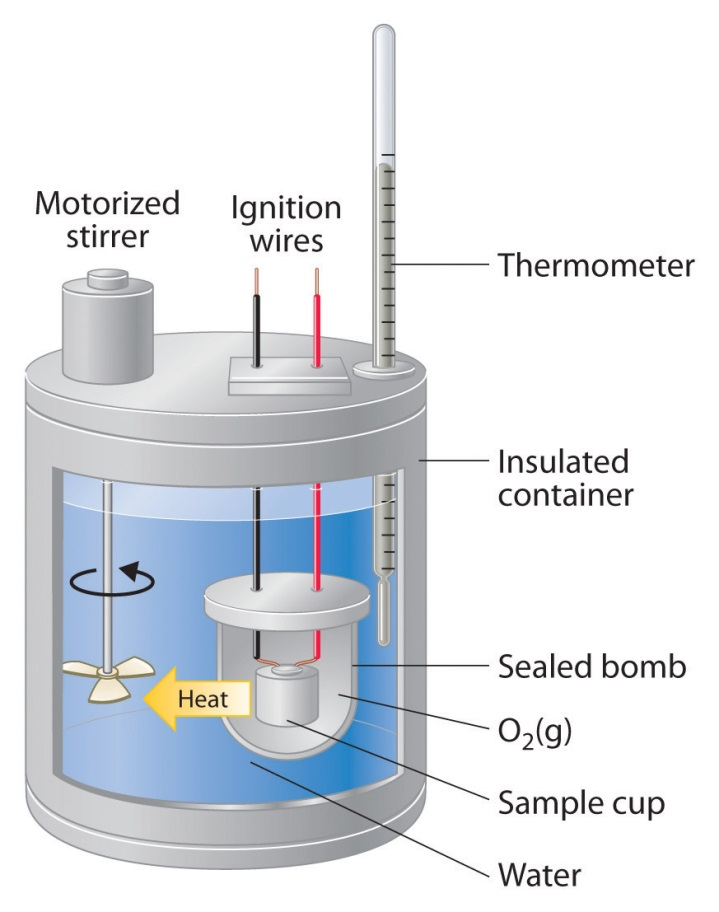 Motorized
stirrer
Ignition
wires
Thermometer
Insulated
container
Heat
Sealed bomb
O₂(g)
Sample cup
Water